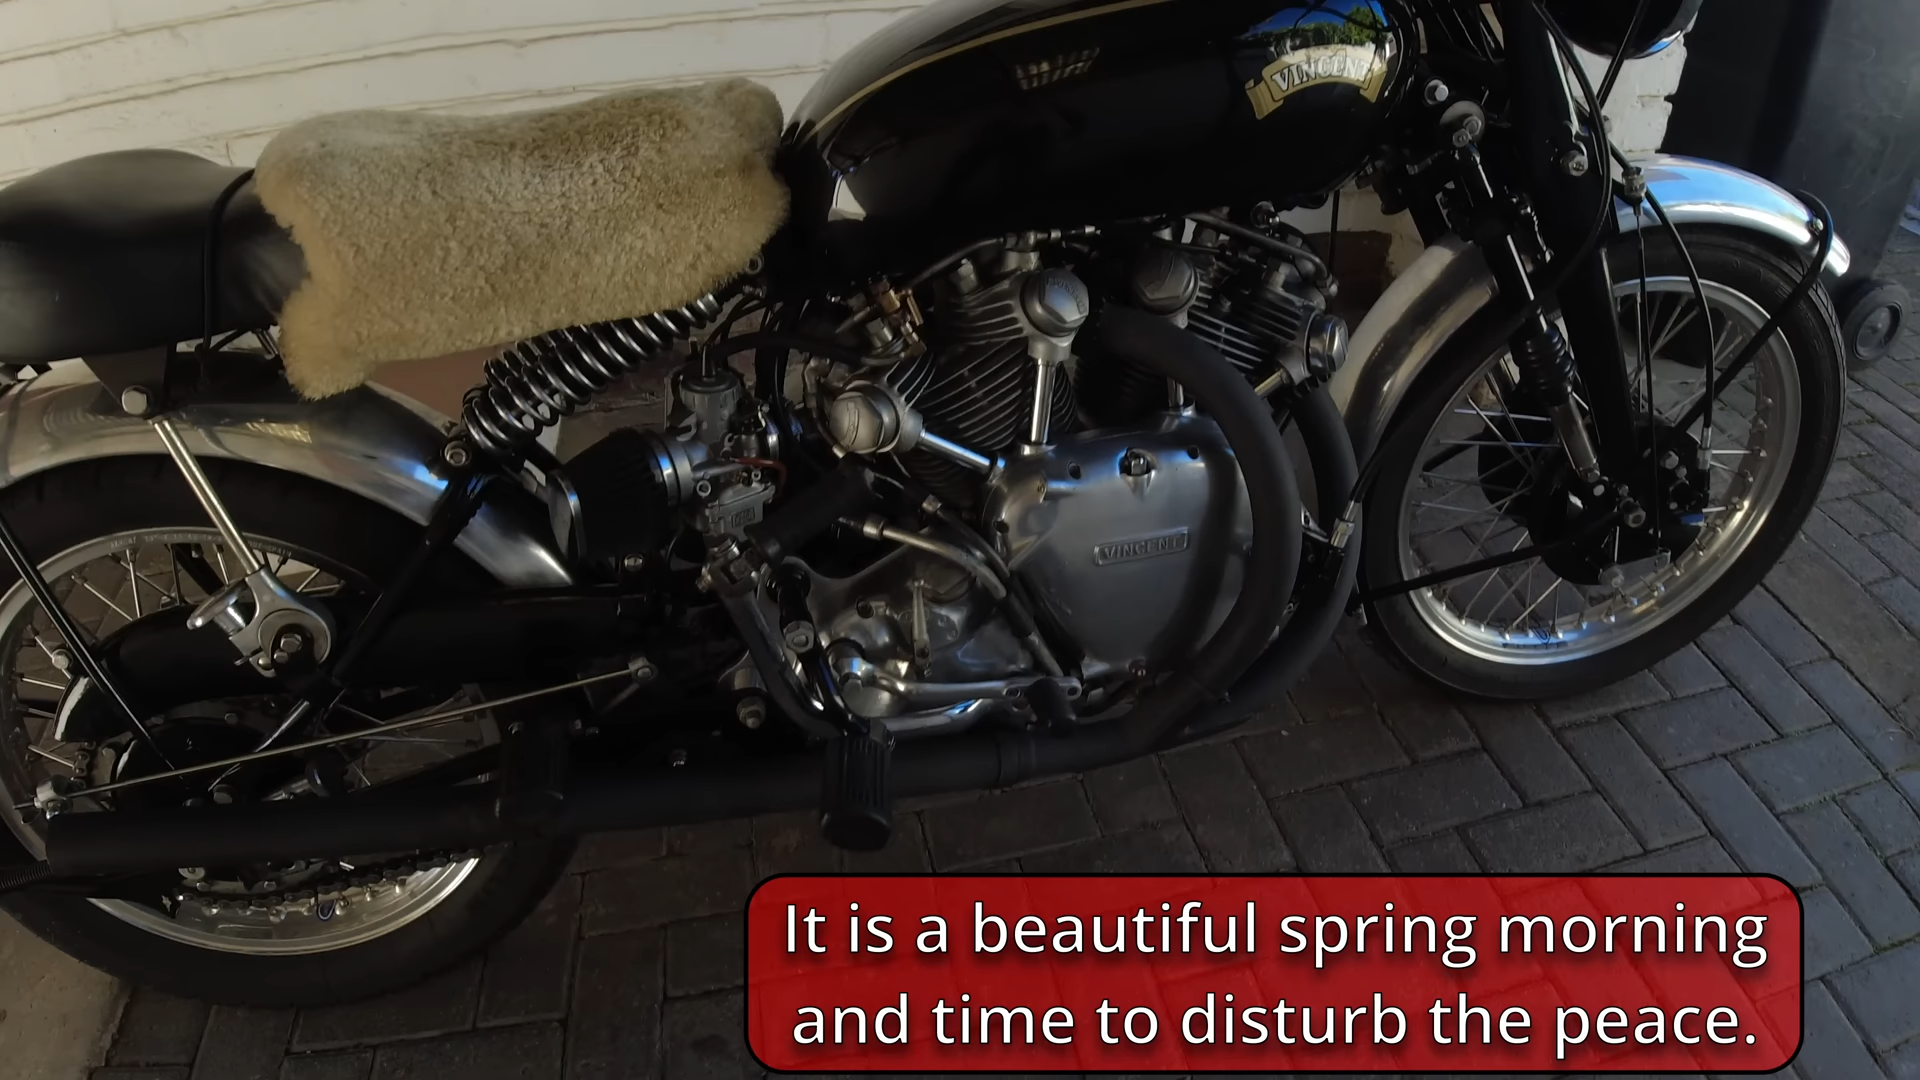 VINCENT
VINCENT
It is a beautiful spring morning
and time to disturb the peace.